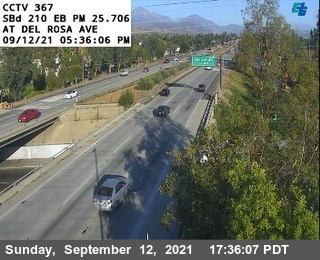 CCTV 367
SBd 210 EB PM 25.706
AT DEL ROSA AVE
09/12/21 05:36:06 PM
Sunday, September 12, 2021 17:36:07 PDT